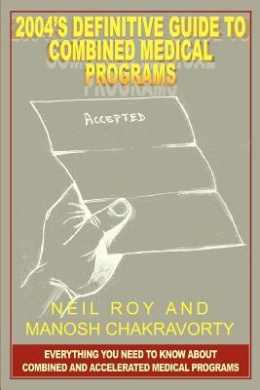 2004'S DEFINITIVE GUIDE TO
COMBINED MEDICAL
PROGRAMS
ACCEPTED
NEIL ROY AND
MANOSH CHAKRAVORTY
EVERYTHING YOU NEED TO KNOW ABOUT
COMBINED AND ACCELERATED MEDICAL PROGRAMS